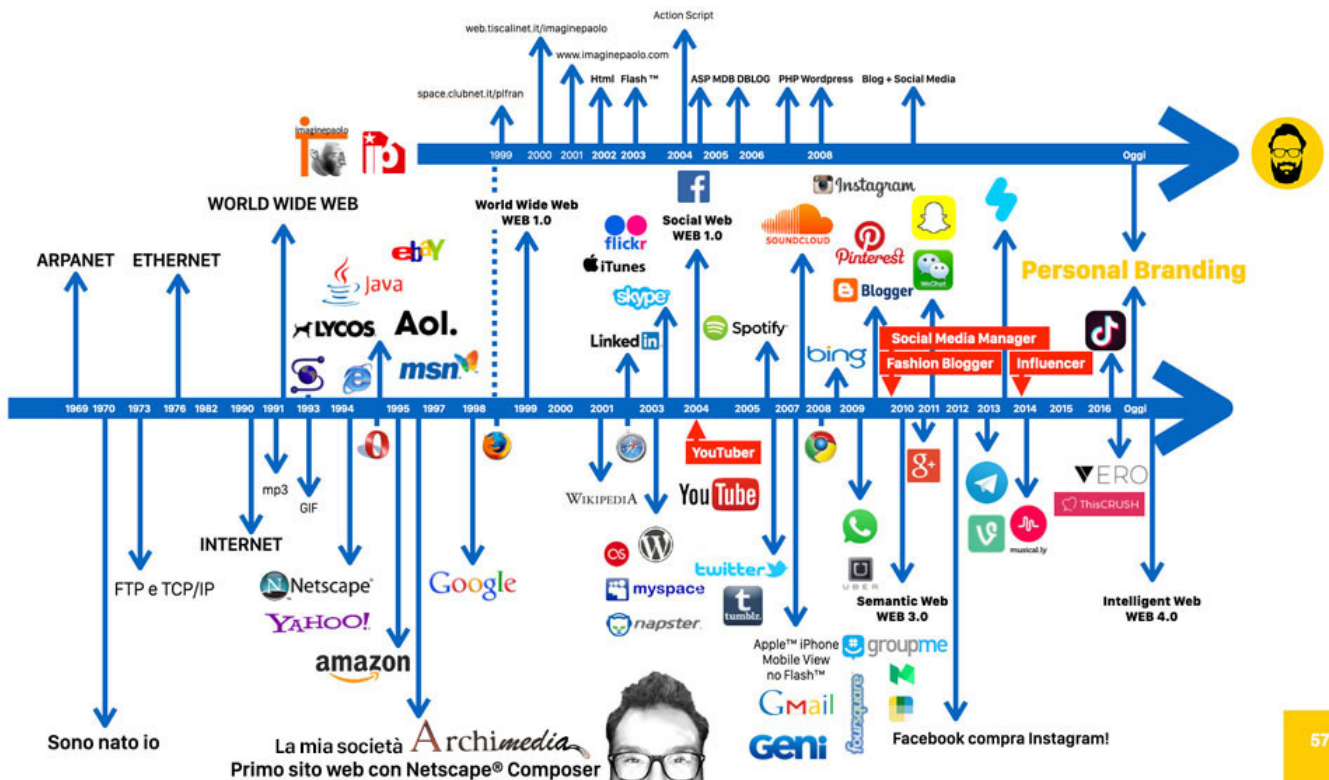 Action Script
web.tiscalinet.it/imaginepaolo
www.imaginepaolo.com
Html Flash ™ ASP MDB DBLOG PHP Wordpress Blog + Social Media
space.clubnet.it/plfran
imaginepaolo
1999 2000 2001 2002 2003 2004 2005 2006 2008 Oggi
WORLD WIDE WEB
World Wide Web
WEB 1.0
Social Web
WEB 1.0
flickr
iTunes
skype
Linked in
Spotify
SOUNDCLOUD
Instagram
Pinterest
WeChat
Blogger
bing
ARPANET
ETHERNET
ebay
Java
LYCOS
Aol.
msn
Personal Branding
Social Media Manager
Fashion Blogger
Influencer
1969 1970 1973 1976 1982 1990 1991 1993 1994 1995 1997 1998 1999 2000 2001 2003 2004 2005 2007 2008 2009 2010 2011 2012 2013 2014 2015 2016 Oggi
YouTuber
You Tube
g+
mp3
GIF
WIKIPEDIA
VERO
ThisCRUSH
musical.ly
INTERNET
FTP e TCP/IP
Netscape®
YAHOO!
amazon
Google
myspace
napster
twitter
tumblr.
UBER
Semantic Web
WEB 3.0
Intelligent Web
WEB 4.0
Apple™ iPhone
Mobile View
no Flash™
Gmail
Geni
groupme
foursquare
Facebook compra Instagram!
Sono nato io
La mia società Archimedia
Primo sito web con Netscape® Composer
57